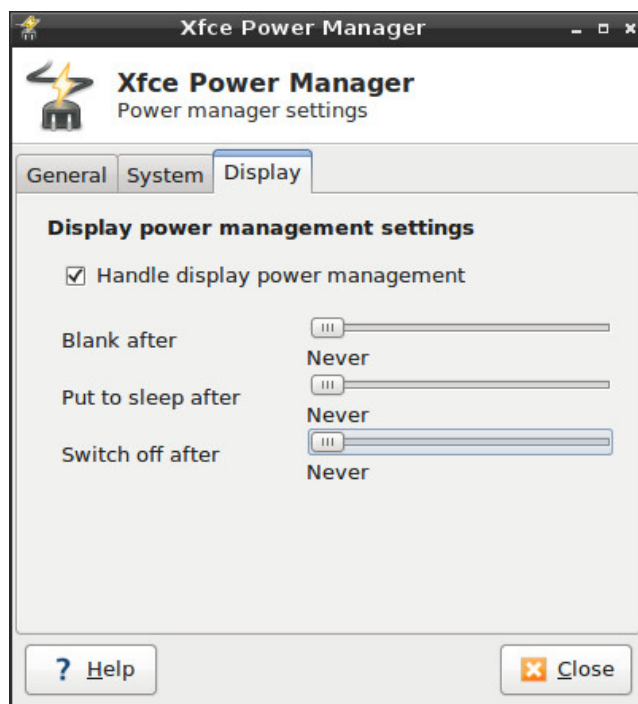 Xfce Power Manager
Xfce Power Manager
Power manager settings
General System Display
Display power management settings
Handle display power management
Blank after
Never
Put to sleep after
Never
Switch off after
Never
? Help Close